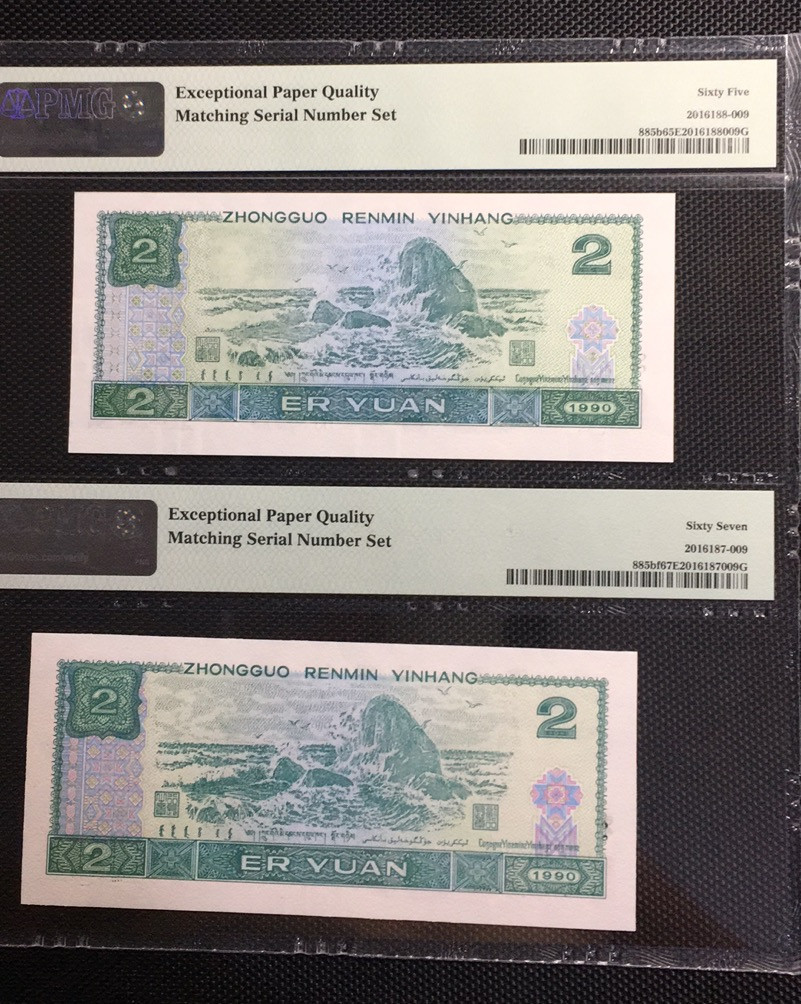 PMG
Exceptional Paper Quality
Matching Serial Number Set
Sixty Five
2016188-009
885b65E2016188009G
ZHONGGUO RENMIN YINHANG
2
2
2
ER YUAN
1990
Exceptional Paper Quality
Matching Serial Number Set
Sixty Seven
2016187-009
885bf67E2016187009G
ZHONGGUO RENMIN YINHANG
2
2
2
ER YUAN
1990